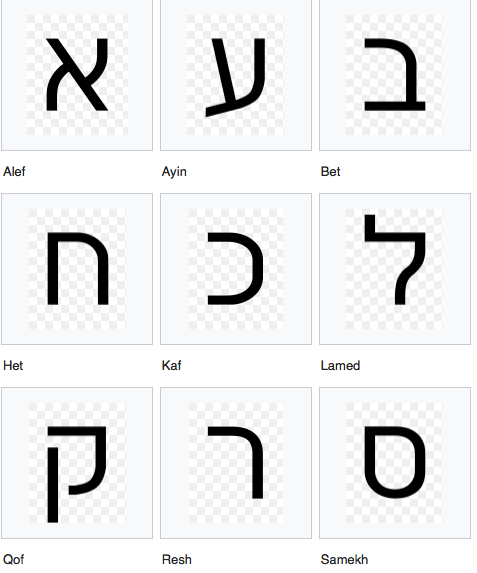 א ע ב
Alef Ayin Bet
ח כ ל
Het Kaf Lamed
ק ר ס
Qof Resh Samekh